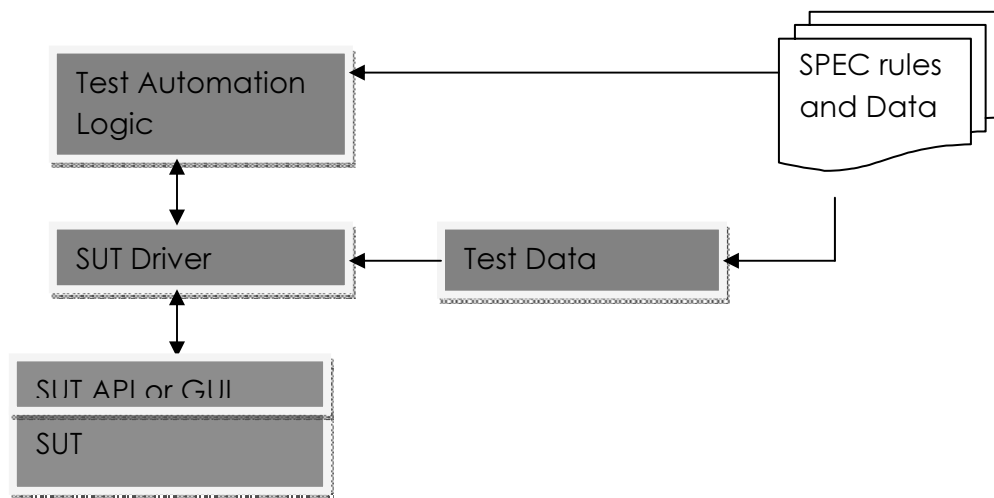 Test Automation
Logic
SPEC rules
and Data
SUT Driver
Test Data
SUT API or GUI
SUT